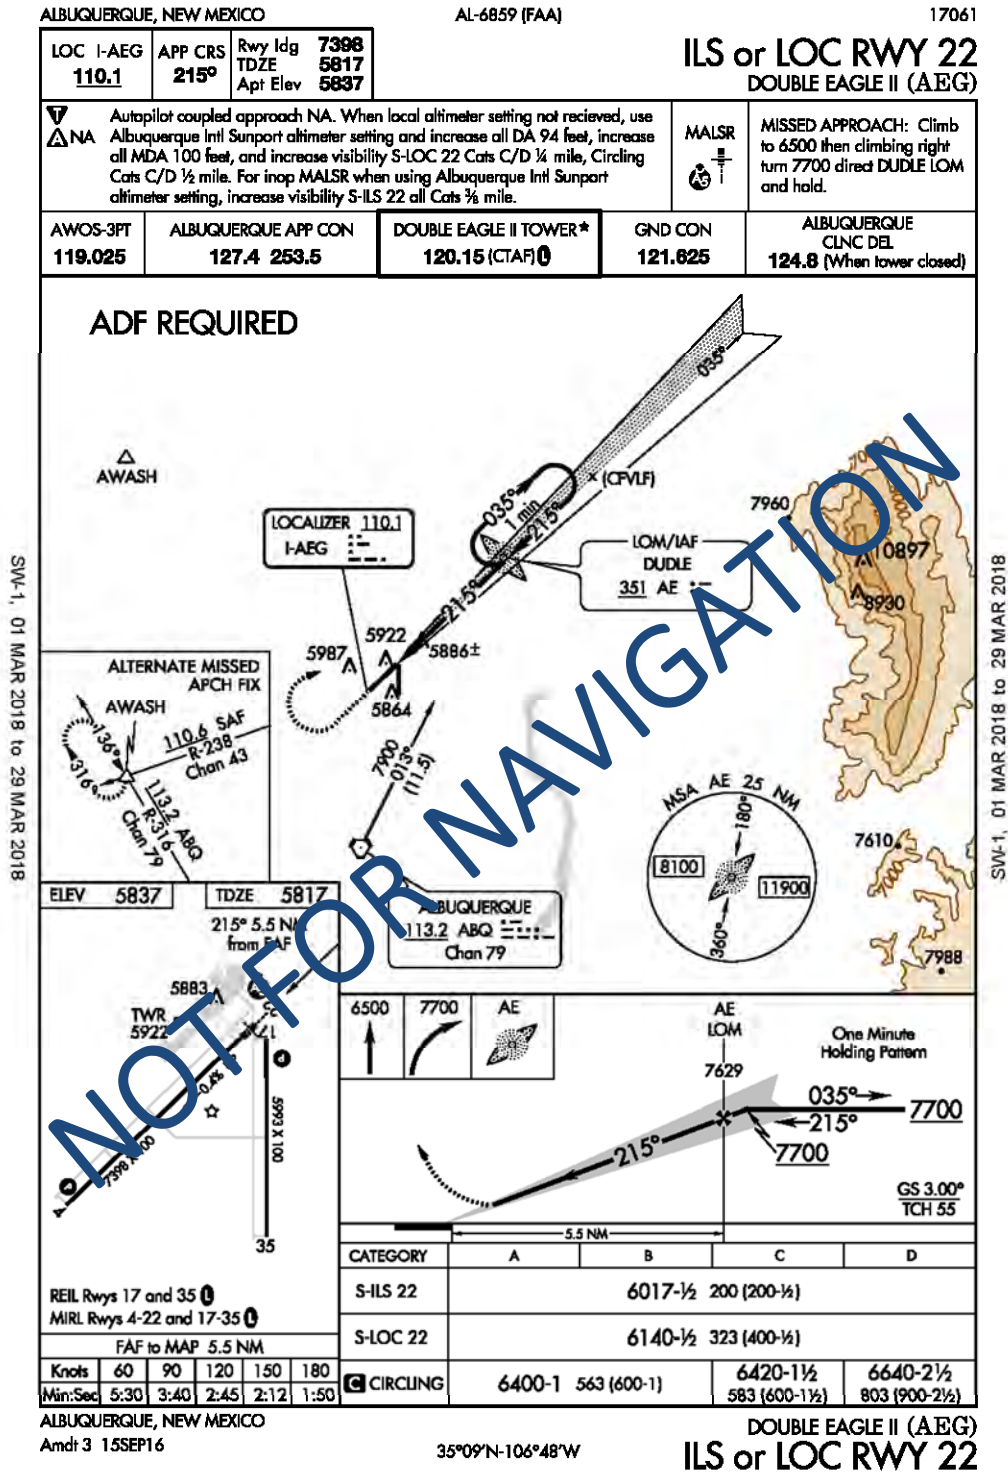 ALBUQUERQUE, NEW MEXICO
AL-6859 (FAA)
17061
LOC I-AEG
110.1
APP CRS
215°
Rwy ldg 7398
TDZE 5817
Apt Elev 5837
ILS or LOC RWY 22
DOUBLE EAGLE II (AEG)
T
A NA
Autopilot coupled approach NA. When local altimeter setting not recieved, use
Albuquerque Intl Sunport altimeter setting and increase all DA 94 feet, increase
all MDA 100 feet, and increase visibility S-LOC 22 Cats C/D ¼ mile, Circling
Cats C/D ½ mile. For inop MALSR when using Albuquerque Intl Sunport
altimeter setting, increase visibility S-ILS 22 all Cats ⅜ mile.
MALSR
A5
MISSED APPROACH: Climb
to 6500 then climbing right
turn 7700 direct DUDLE LOM
and hold.
AWOS-3PT
119.025
ALBUQUERQUE APP CON
127.4 253.5
DOUBLE EAGLE II TOWER*
120.15 (CTAF) L
GND CON
121.625
ALBUQUERQUE
CLNC DEL
124.8 (When tower closed)
ADF REQUIRED
035°
AWASH
(CFVLF)
035°
1 min
215°
LOCALIZER 110.1
I-AEG
LOM/IAF
DUDLE
351 AE
215°
7960
10897
8930
5922
5987
5886±
5864
7900
013°
(11.5)
ALTERNATE MISSED
APCH FIX
AWASH
136°
316°
110.6 SAF
R-238
Chan 43
113.2 ABQ
R-316
Chan 79
MSA AE 25 NM
180°
8100
11900
360°
7610
7988
ALBUQUERQUE
113.2 ABQ
Chan 79
ELEV 5837
TDZE 5817
215° 5.5 NM
from FAF
5883
TWR
5922
22
17
P
0.4%
7398 X 100
5993 X 100
A
4
35
REIL Rwys 17 and 35 L
MIRL Rwys 4-22 and 17-35 L
FAF to MAP 5.5 NM
Knots 60 90 120 150 180
Min:Sec 5:30 3:40 2:45 2:12 1:50
6500
7700
AE
AE
LOM
7629
One Minute
Holding Pattern
035°
215°
7700
7700
215°
GS 3.00°
TCH 55
5.5 NM
CATEGORY A B C D
S-ILS 22 6017-½ 200 (200-½)
S-LOC 22 6140-½ 323 (400-½)
C CIRCLING 6400-1 563 (600-1) 6420-1½ 583 (600-1½) 6640-2½ 803 (900-2½)
NOT FOR NAVIGATION
SW-1, 01 MAR 2018 to 29 MAR 2018
SW-1, 01 MAR 2018 to 29 MAR 2018
ALBUQUERQUE, NEW MEXICO
Amdt 3 15SEP16
35°09'N-106°48'W
DOUBLE EAGLE II (AEG)
ILS or LOC RWY 22